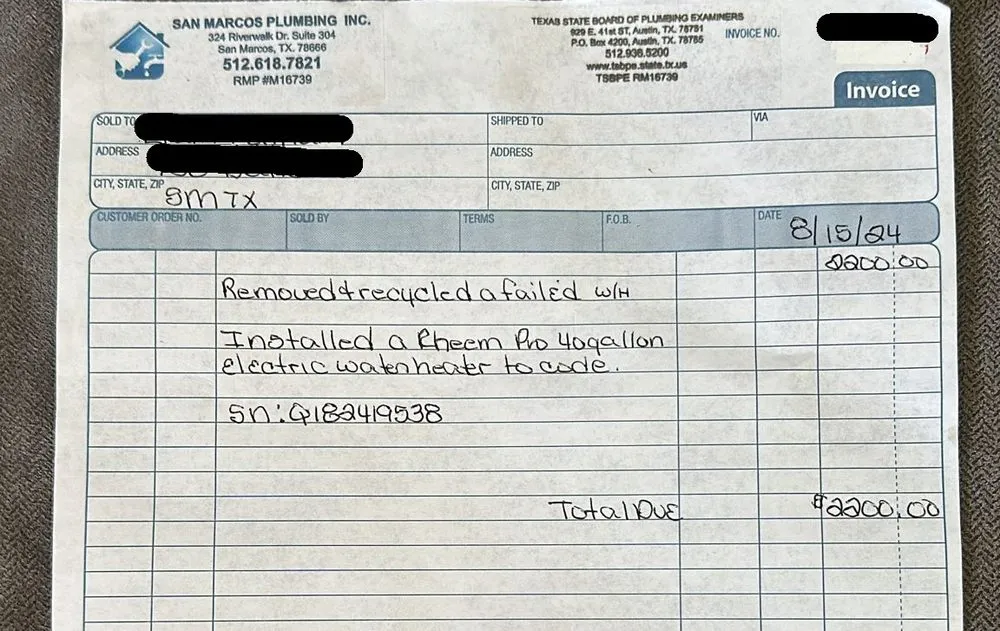 SAN MARCOS PLUMBING INC.
324 Riverwalk Dr. Suite 304
San Marcos, TX. 78666
512.618.7821
RMP #M16739
TEXAS STATE BOARD OF PLUMBING EXAMINERS
929 E. 41st ST, Austin, TX. 78751
P.O. Box 4200, Austin, TX. 78765
512.936.5200
www.tsbpe.state.tx.us
TSBPE RM16739
INVOICE NO.
Invoice
SOLD TO
SHIPPED TO
VIA
ADDRESS
ADDRESS
CITY, STATE, ZIP
SM TX
CITY, STATE, ZIP
CUSTOMER ORDER NO.
SOLD BY
TERMS
F.O.B.
DATE
8/15/24
2200.00
Removed & recycled a failed W/H
Installed a Rheem Pro 40gallon
electric water heater to code.
SN: Q182419538
Total Due
$2200.00